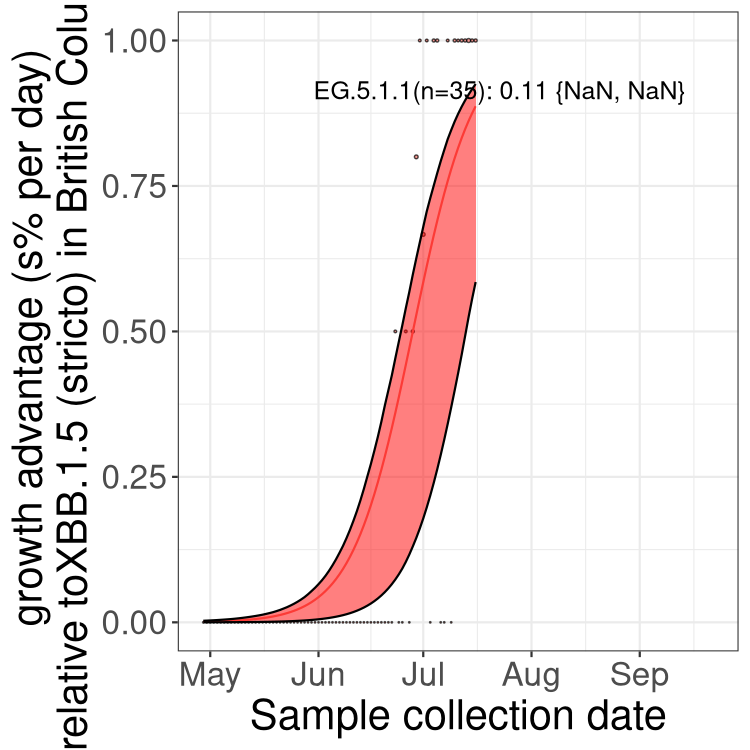 growth advantage (s% per day)
relative toXBB.1.5 (stricto) in British Colu
1.00
0.75
0.50
0.25
0.00
EG.5.1.1(n=35): 0.11 {NaN, NaN}
May Jun Jul Aug Sep
Sample collection date